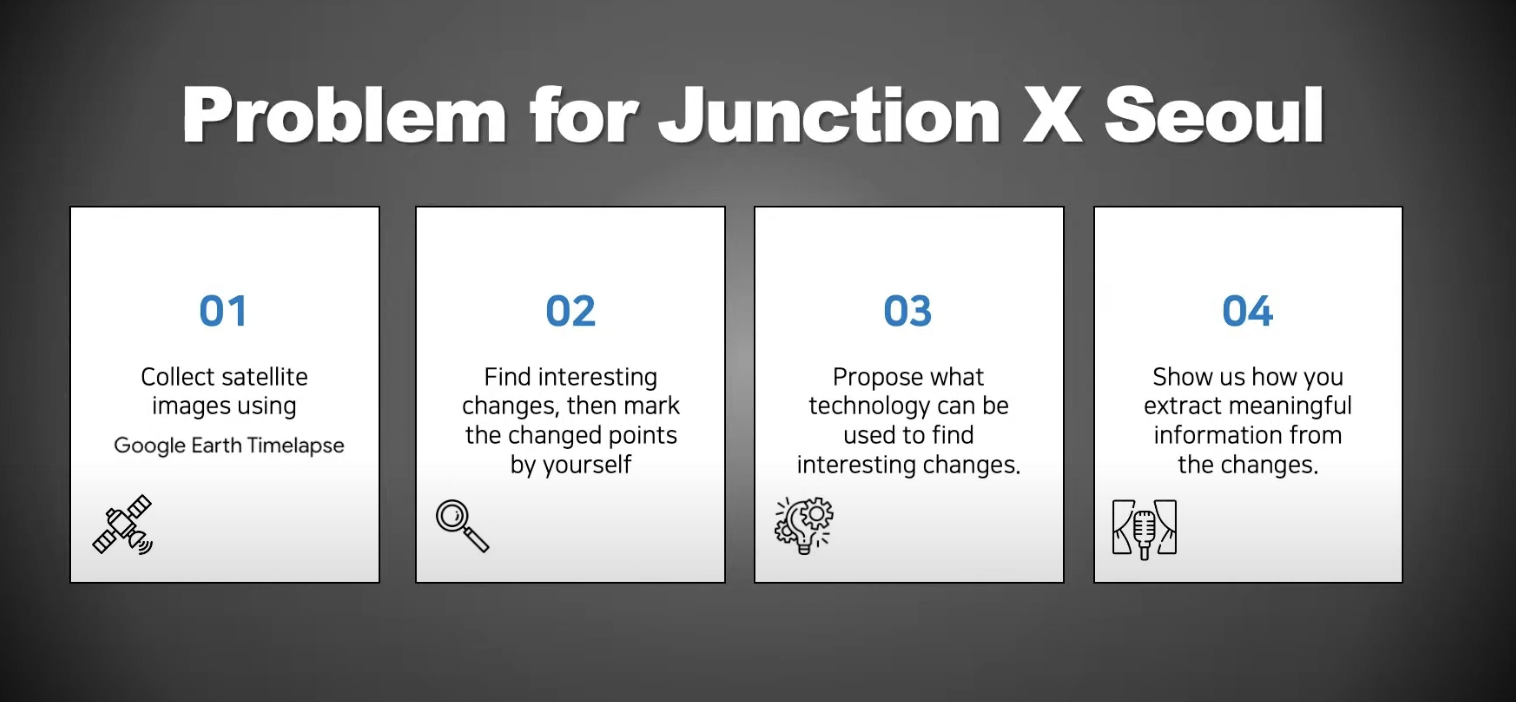 Problem for Junction X Seoul
01
Collect satellite
images using
Google Earth Timelapse
02
Find interesting
changes, then mark
the changed points
by yourself
03
Propose what
technology can be
used to find
interesting changes.
04
Show us how you
extract meaningful
information from
the changes.